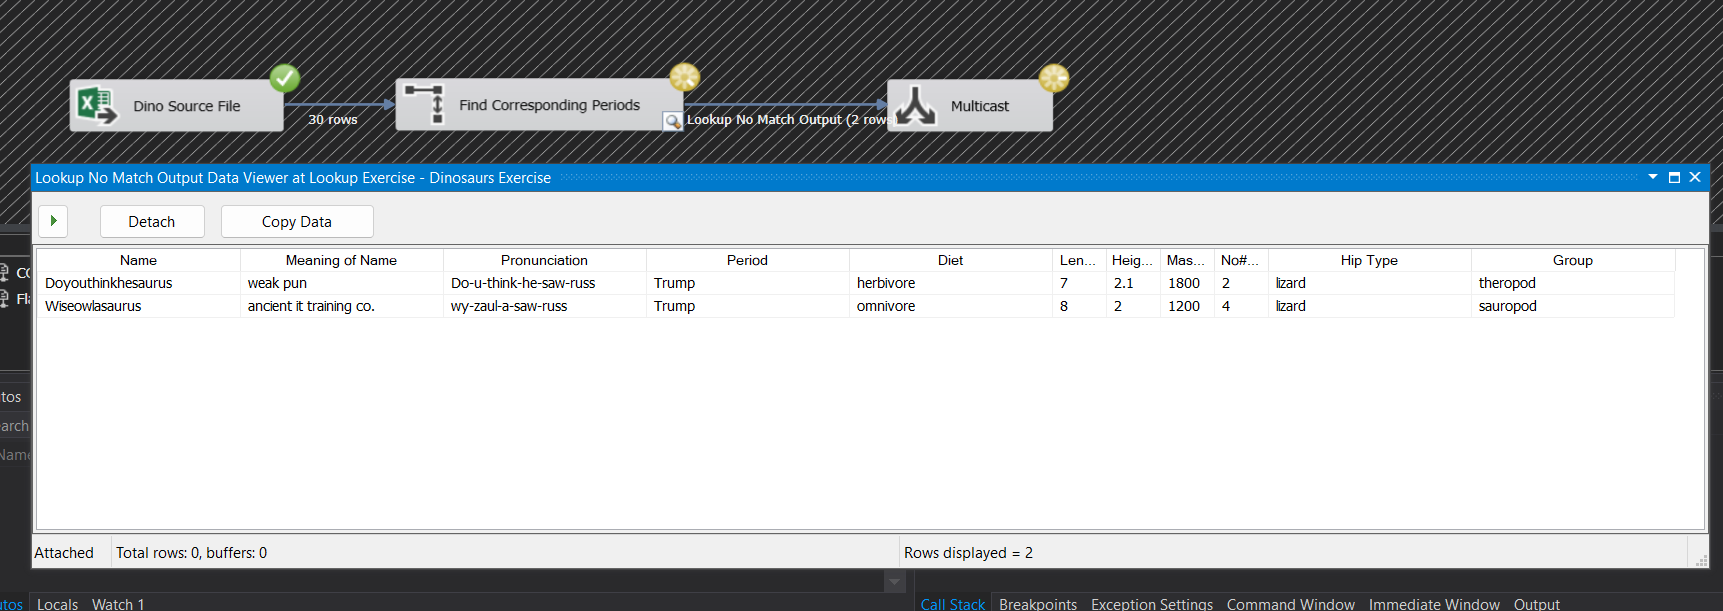 Dino Source File
30 rows
Find Corresponding Periods
Lookup No Match Output (2 rows
Multicast
Lookup No Match Output Data Viewer at Lookup Exercise - Dinosaurs Exercise
Detach Copy Data
Name Meaning of Name Pronunciation Period Diet Len... Heig... Mas... No#... Hip Type Group
Doyouthinkhesaurus weak pun Do-u-think-he-saw-russ Trump herbivore 7 2.1 1800 2 lizard theropod
Wiseowlasaurus ancient it training co. wy-zaul-a-saw-russ Trump omnivore 8 2 1200 4 lizard sauropod
Attached Total rows: 0, buffers: 0 Rows displayed = 2
CO
Fla
tos
earch
Name
utos Locals Watch 1 Call Stack Breakpoints Exception Settings Command Window Immediate Window Output